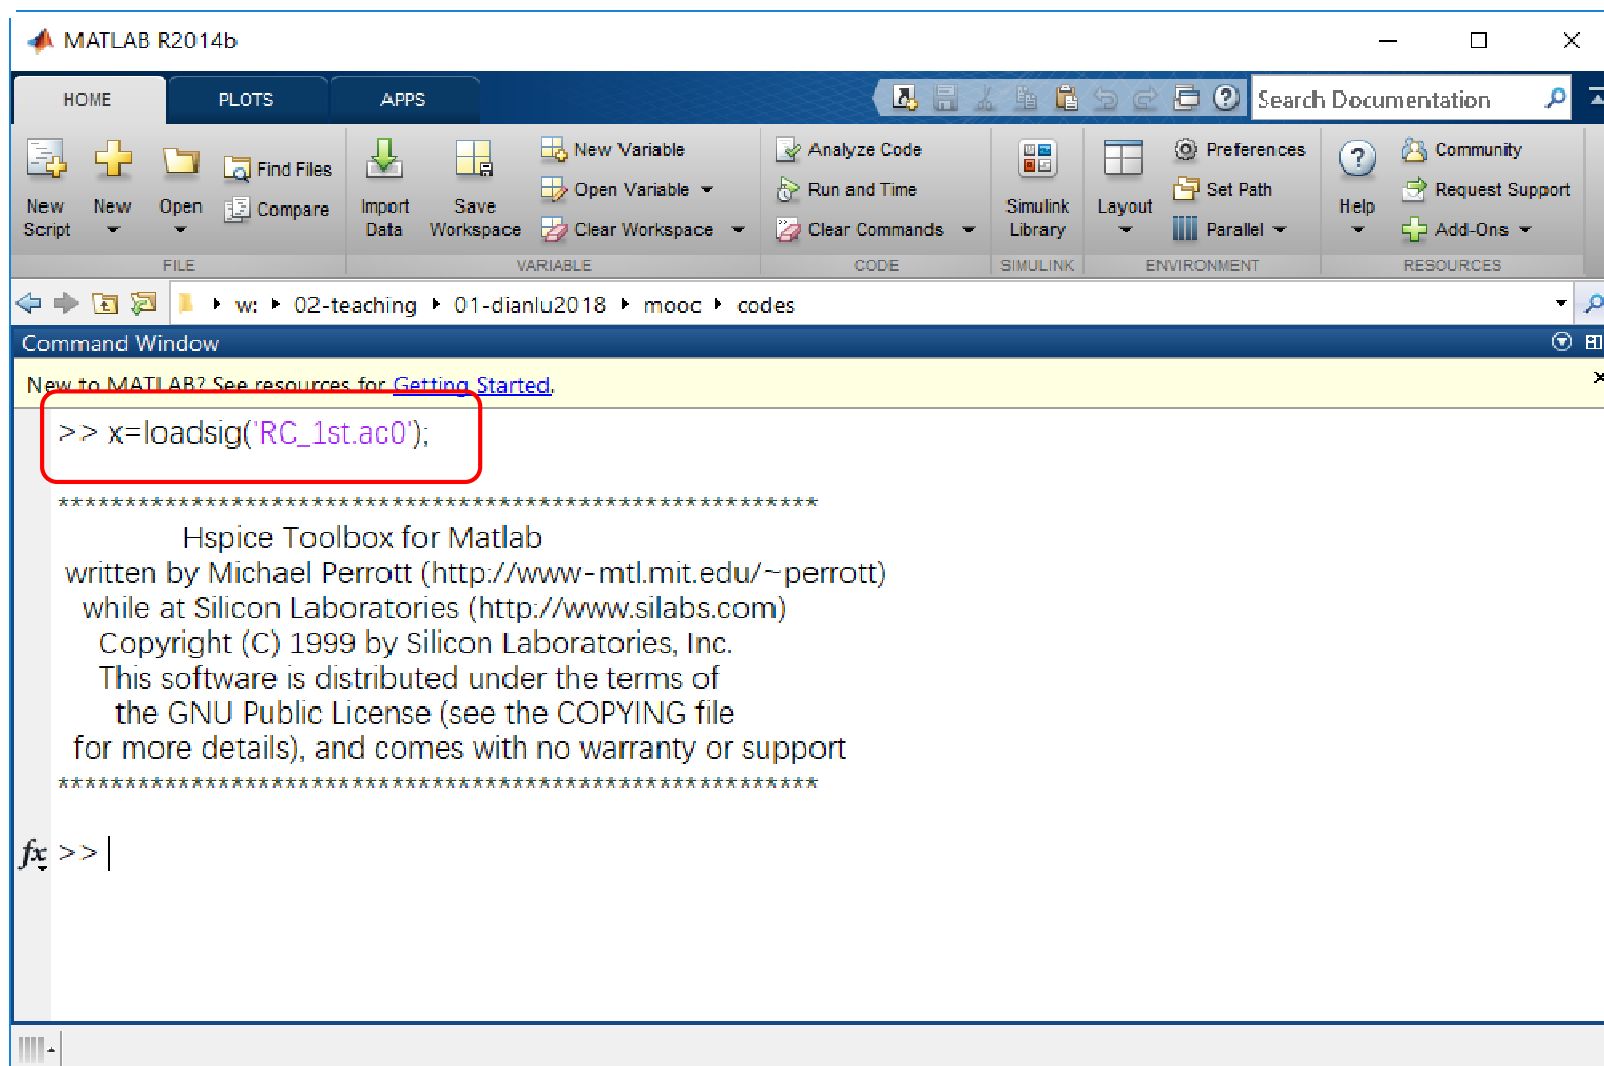 MATLAB R2014b
HOME PLOTS APPS Search Documentation
New Script
New
Open
Find Files
Compare
Import Data
Save Workspace
New Variable
Open Variable
Clear Workspace
Analyze Code
Run and Time
Clear Commands
Simulink Library
Layout
Preferences
Set Path
Parallel
Help
Community
Request Support
Add-Ons
FILE VARIABLE CODE SIMULINK ENVIRONMENT RESOURCES
w: 02-teaching 01-dianlu2018 mooc codes
Command Window
New to MATLAB? See resources for Getting Started.
>> x=loadsig('RC_1st.ac0');
**********************************************************
Hspice Toolbox for Matlab
written by Michael Perrott (http://www-mtl.mit.edu/~perrott)
while at Silicon Laboratories (http://www.silabs.com)
Copyright (C) 1999 by Silicon Laboratories, Inc.
This software is distributed under the terms of
the GNU Public License (see the COPYING file
for more details), and comes with no warranty or support
**********************************************************
fx >>